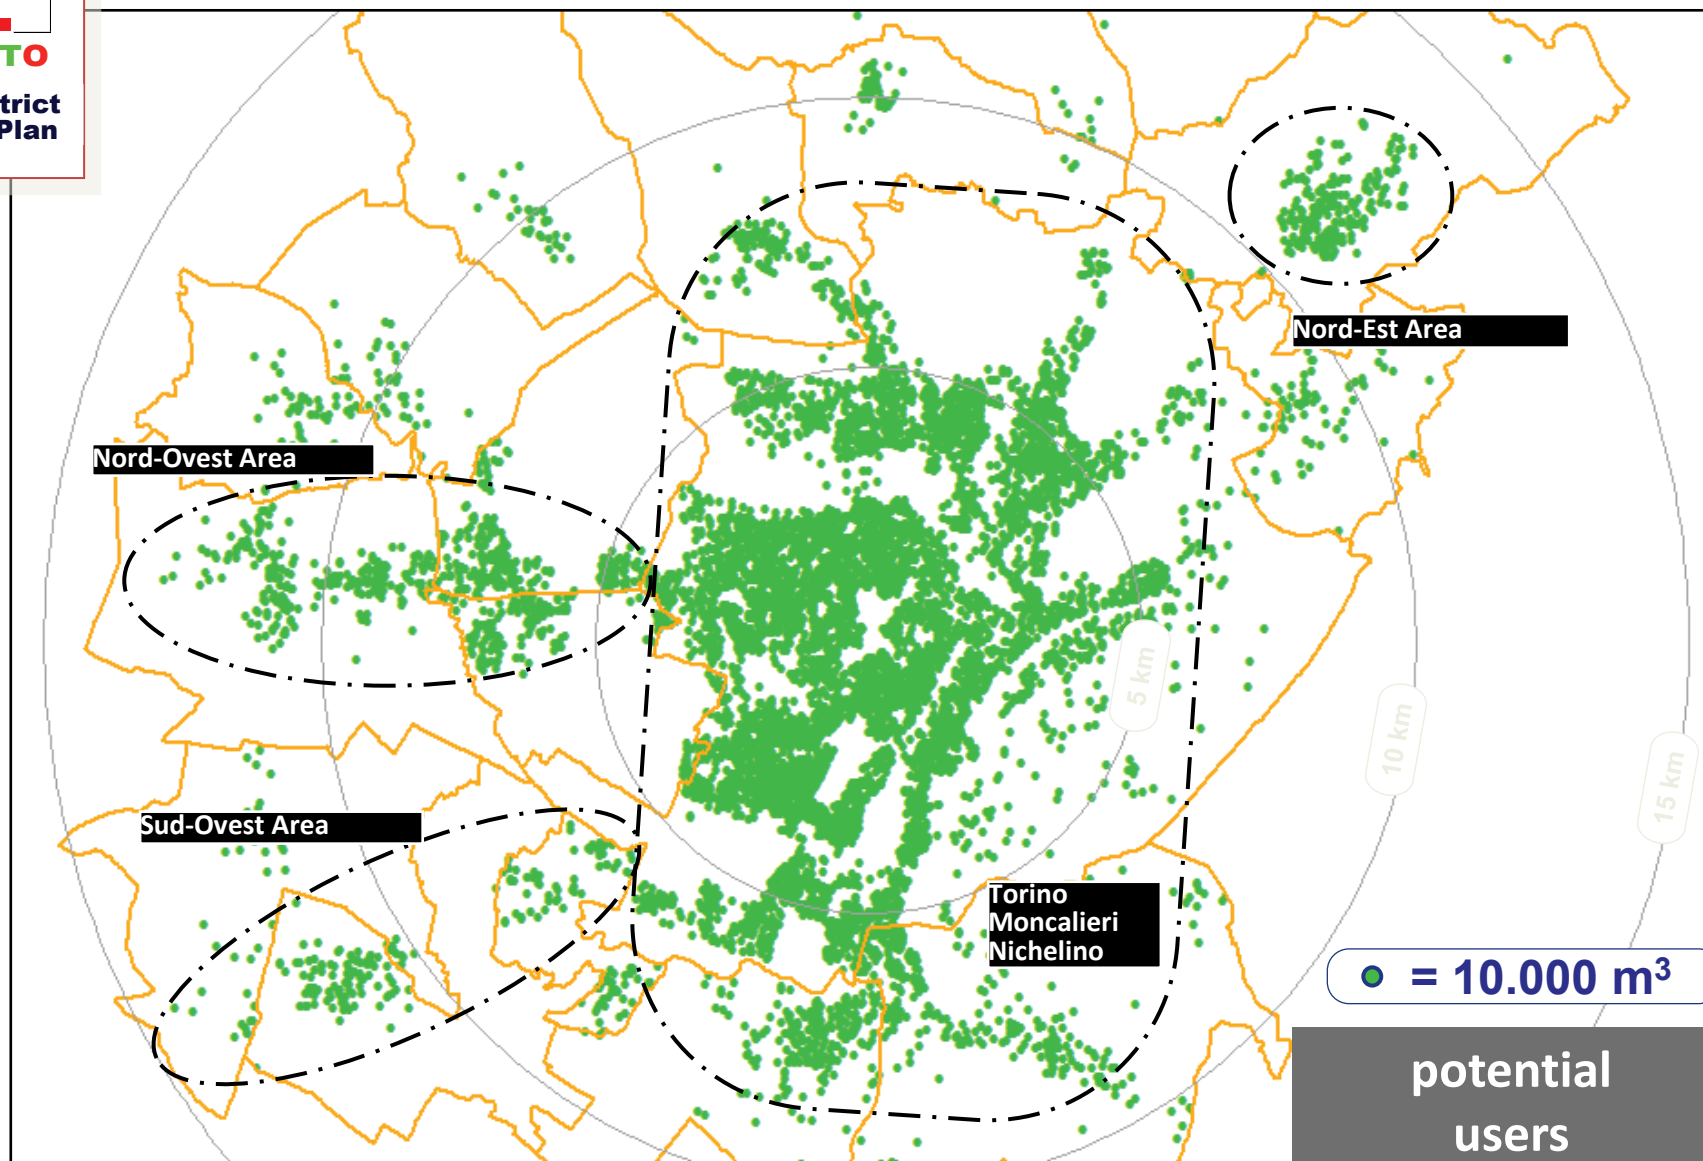 TO
trict
Plan
Nord-Est Area
Nord-Ovest Area
5 km
10 km
15 km
Sud-Ovest Area
Torino
Moncalieri
Nichelino
= 10.000 m³
potential
users